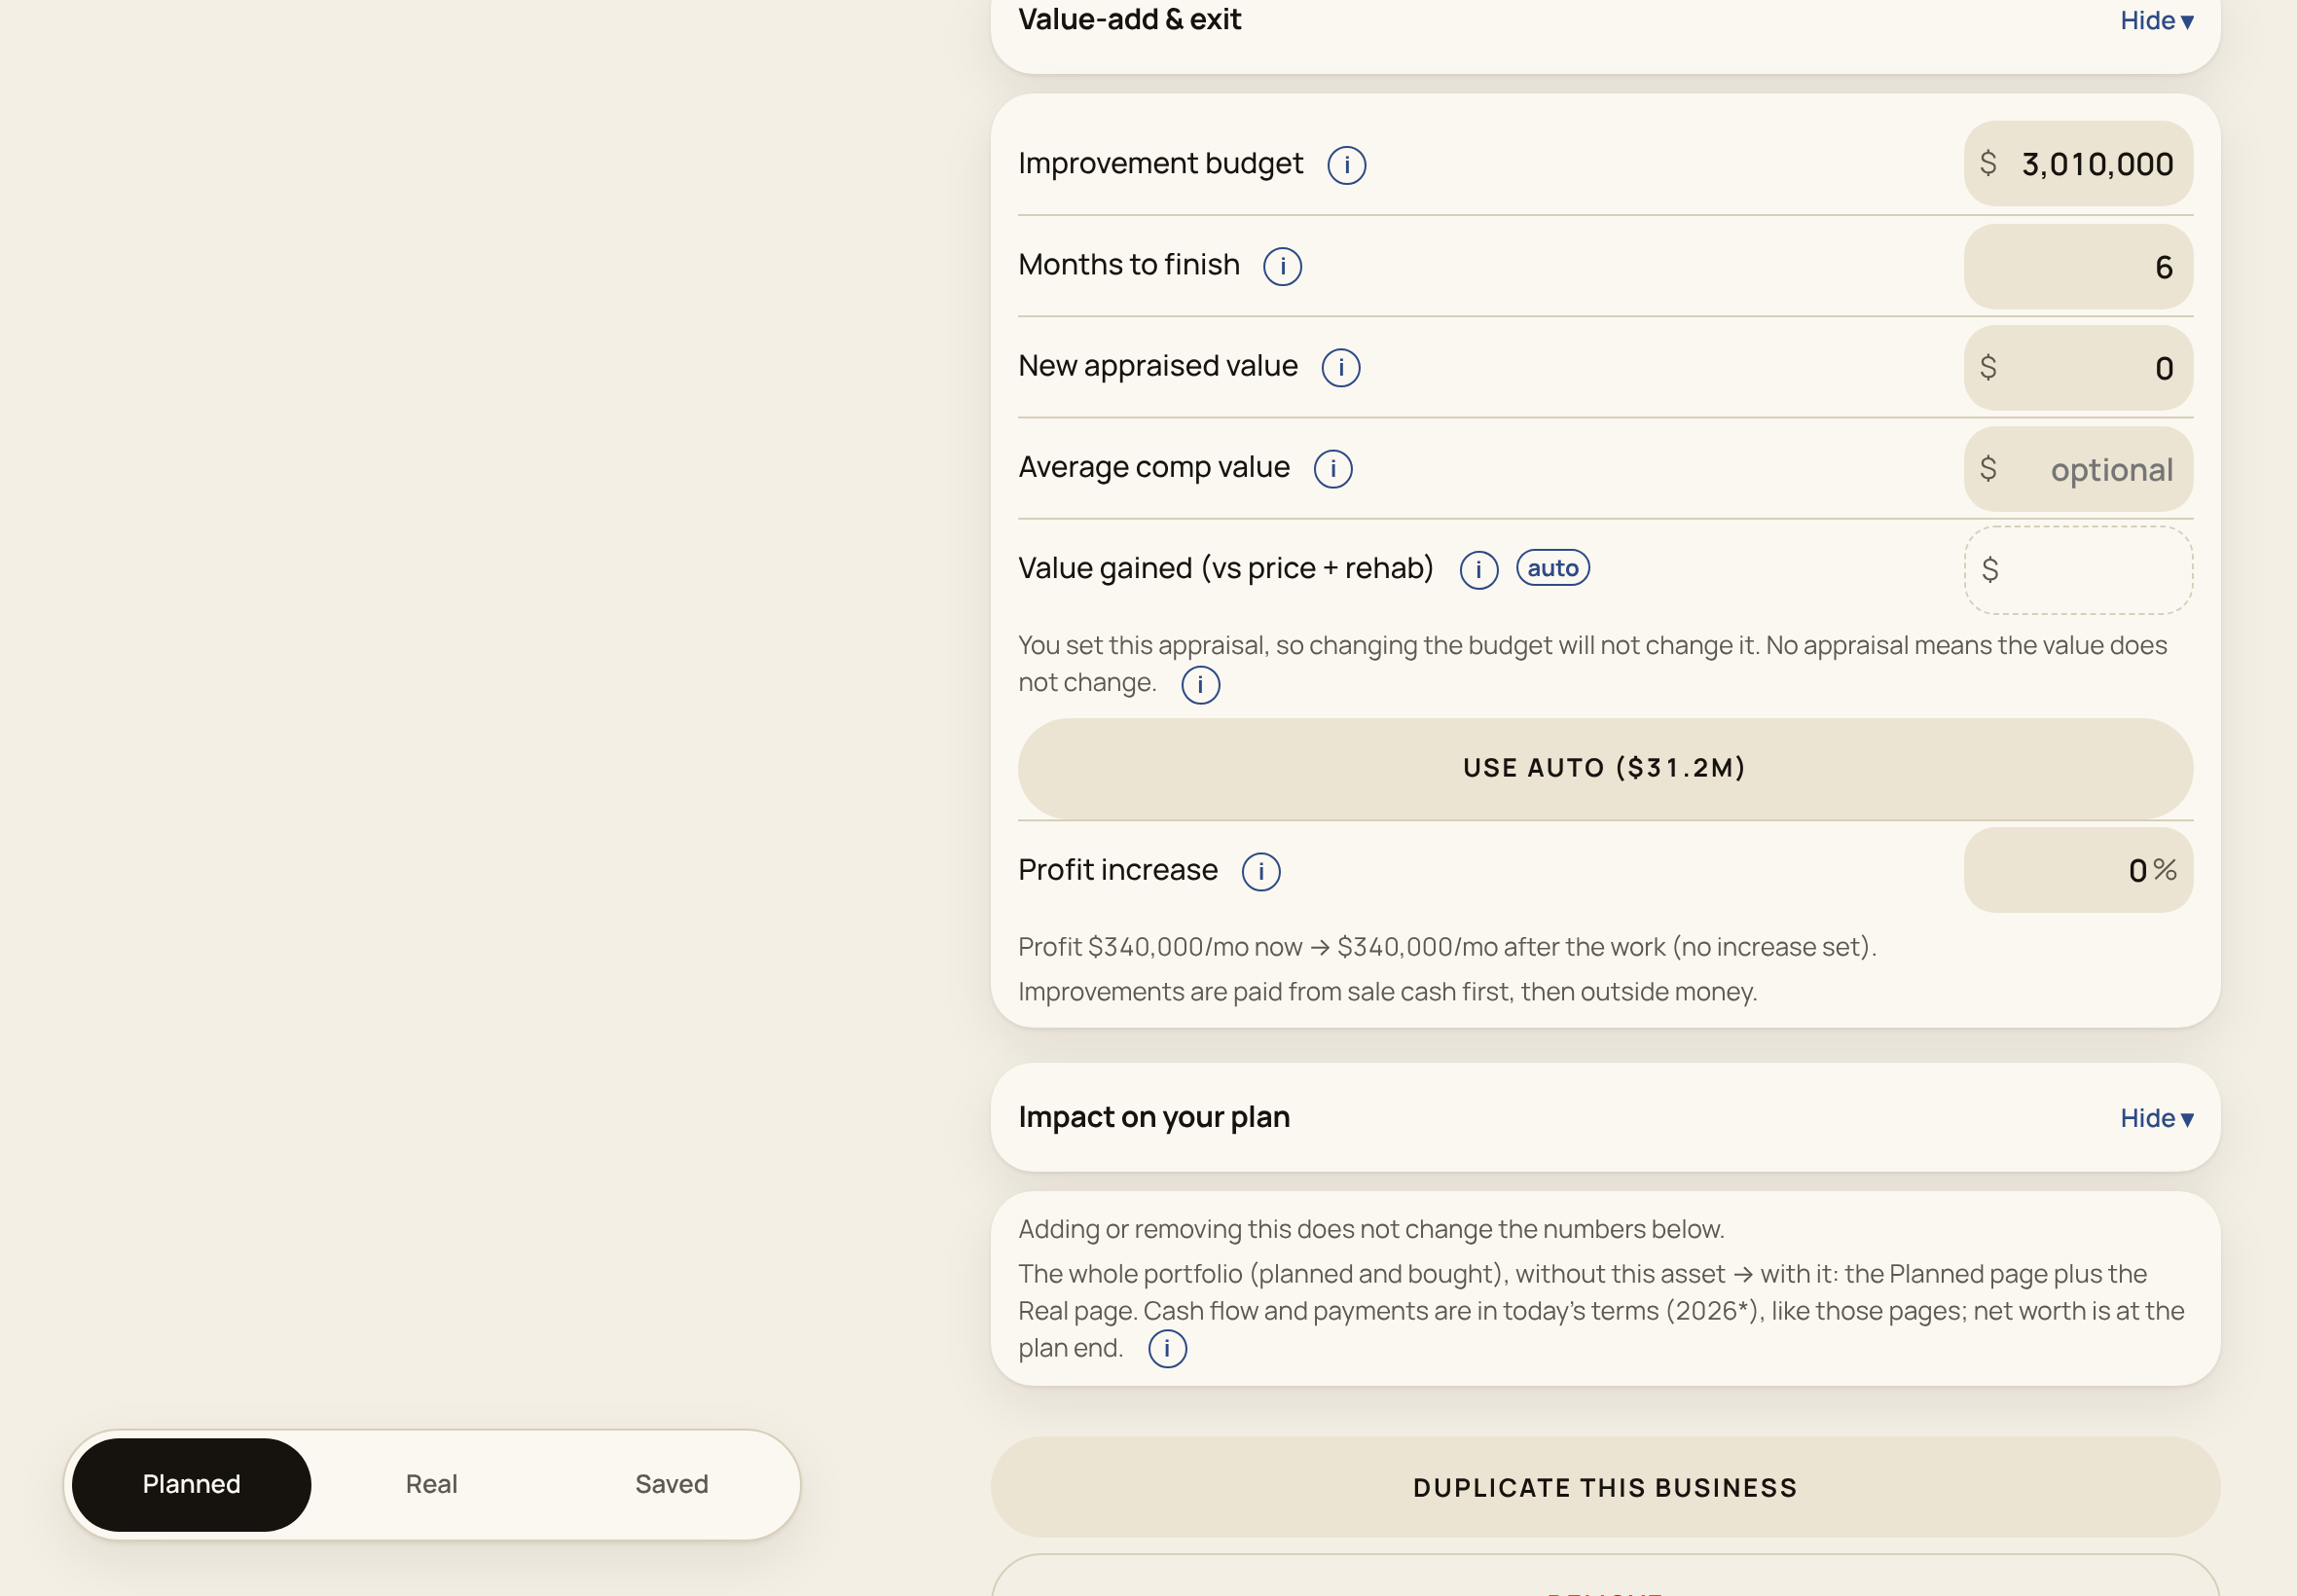 Value-add & exit
Hide ▾
Improvement budget i
$ 3,010,000
Months to finish i
6
New appraised value i
$ 0
Average comp value i
$ optional
Value gained (vs price + rehab) i auto
$
You set this appraisal, so changing the budget will not change it. No appraisal means the value does
not change. i
USE AUTO ($31.2M)
Profit increase i
0 %
Profit $340,000/mo now → $340,000/mo after the work (no increase set).
Improvements are paid from sale cash first, then outside money.
Impact on your plan
Hide ▾
Adding or removing this does not change the numbers below.
The whole portfolio (planned and bought), without this asset → with it: the Planned page plus the
Real page. Cash flow and payments are in today's terms (2026*), like those pages; net worth is at the
plan end. i
Planned
Real
Saved
DUPLICATE THIS BUSINESS